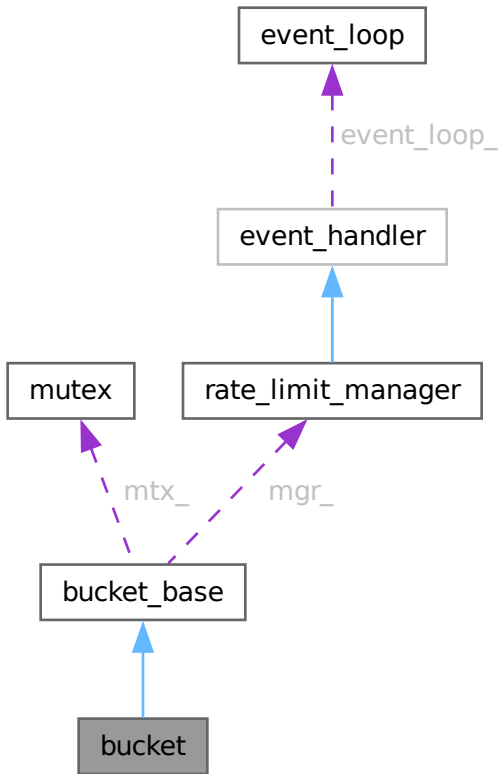 event_loop
event_loop_
event_handler
mutex
rate_limit_manager
mtx_
mgr_
bucket_base
bucket